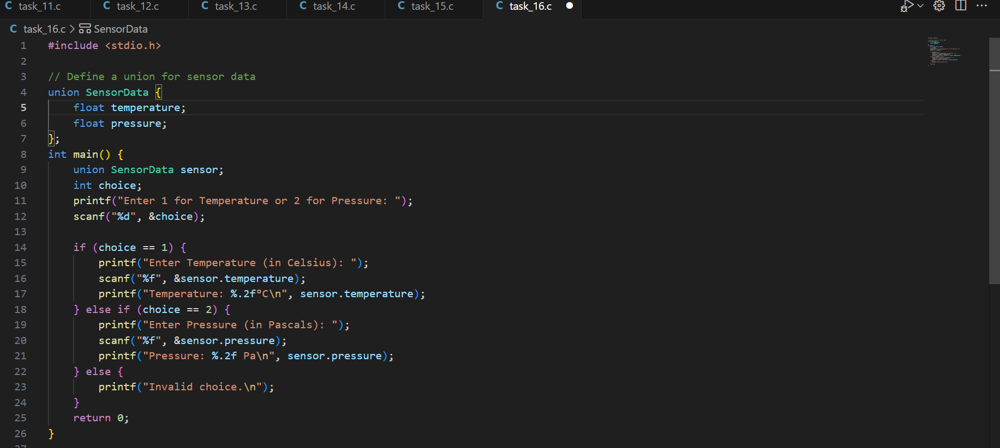 C task_11.c C task_12.c C task_13.c C task_14.c C task_15.c C task_16.c
C task_16.c > SensorData
1 #include <stdio.h>
2
3 // Define a union for sensor data
4 union SensorData {
5     float temperature;
6     float pressure;
7 };
8 int main() {
9     union SensorData sensor;
10     int choice;
11     printf("Enter 1 for Temperature or 2 for Pressure: ");
12     scanf("%d", &choice);
13
14     if (choice == 1) {
15         printf("Enter Temperature (in Celsius): ");
16         scanf("%f", &sensor.temperature);
17         printf("Temperature: %.2f°C\n", sensor.temperature);
18     } else if (choice == 2) {
19         printf("Enter Pressure (in Pascals): ");
20         scanf("%f", &sensor.pressure);
21         printf("Pressure: %.2f Pa\n", sensor.pressure);
22     } else {
23         printf("Invalid choice.\n");
24     }
25     return 0;
26 }
27